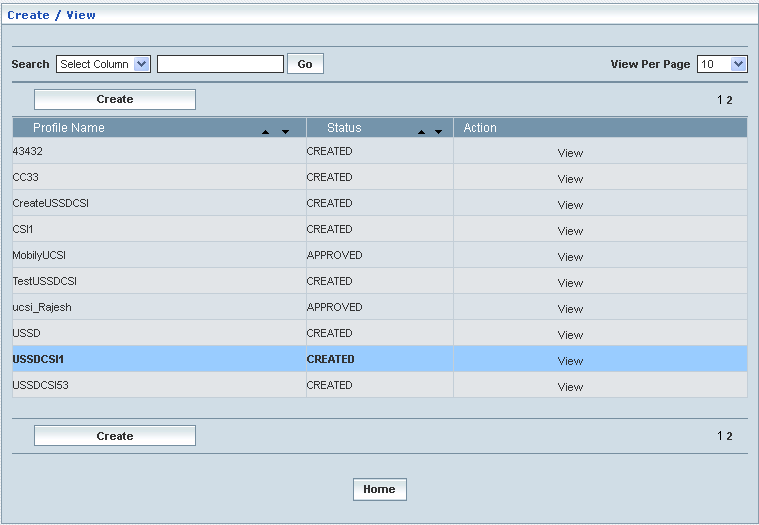 Create / View
Search Select Column Go View Per Page 10
Create 1 2
Profile Name Status Action
43432 CREATED View
CC33 CREATED View
CreateUSSDCSI CREATED View
CSI1 CREATED View
MobilyUCSI APPROVED View
TestUSSDCSI CREATED View
ucsi_Rajesh APPROVED View
USSD CREATED View
USSDCSI1 CREATED View
USSDCSI53 CREATED View
Create 1 2
Home